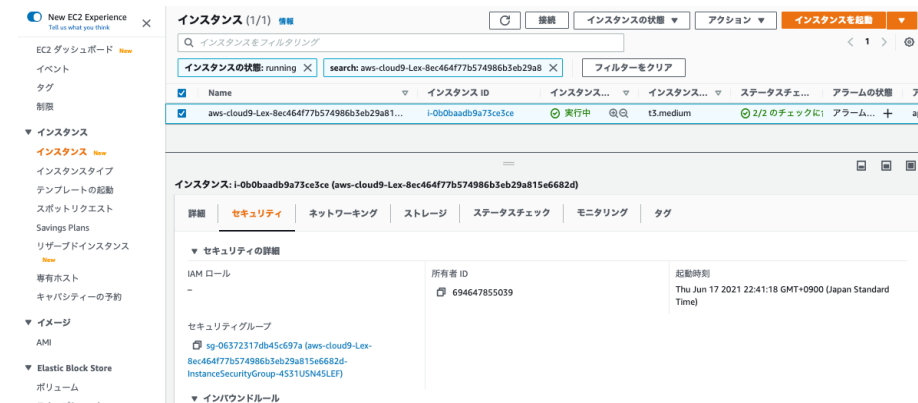 New EC2 Experience
Tell us what you think
EC2 ダッシュボード New
イベント
タグ
制限
インスタンス
インスタンス New
インスタンスタイプ
テンプレートの起動
スポットリクエスト
Savings Plans
リザーブドインスタンス
New
専有ホスト
キャパシティーの予約
イメージ
AMI
Elastic Block Store
ボリューム
インスタンス (1/1) 情報
接続
インスタンスの状態
アクション
インスタンスを起動
インスタンスをフィルタリング
1
インスタンスの状態: running
search: aws-cloud9-Lex-8ec464f77b574986b3eb29a8
フィルターをクリア
Name インスタンス ID インスタンス... インスタンス... ステータスチェ... アラームの状態 ア
aws-cloud9-Lex-8ec464f77b574986b3eb29a81... i-0b0baadb9a73ce3ce 実行中 t3.medium 2/2 のチェックに アラーム... + a
インスタンス: i-0b0baadb9a73ce3ce (aws-cloud9-Lex-8ec464f77b574986b3eb29a815e6682d)
詳細 セキュリティ ネットワーキング ストレージ ステータスチェック モニタリング タグ
セキュリティの詳細
IAM ロール
–
所有者 ID
694647855039
起動時刻
Thu Jun 17 2021 22:41:18 GMT+0900 (Japan Standard
Time)
セキュリティグループ
sg-06372317db45c697a (aws-cloud9-Lex-
8ec464f77b574986b3eb29a815e6682d-
InstanceSecurityGroup-4S31USN45LEF)
インバウンドルール